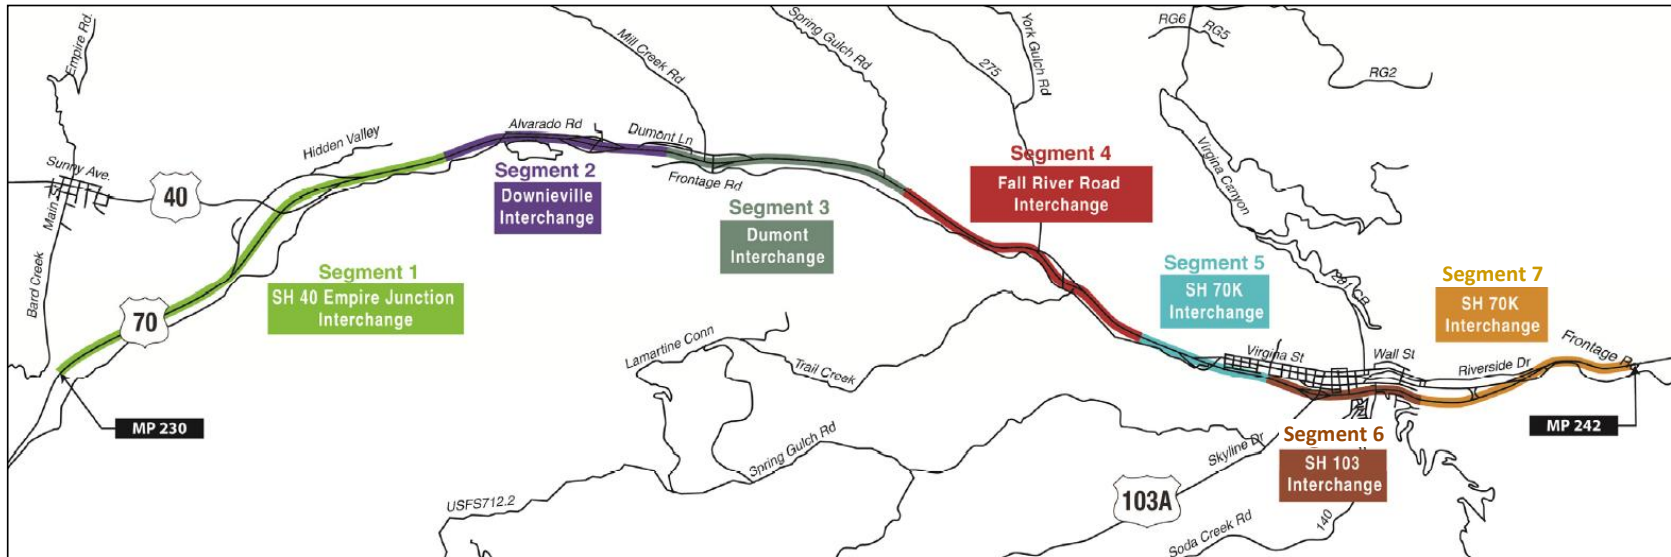 Empire Rd.
Sunny Ave.
Main St
40
Bard Creek
70
MP 230
Hidden Valley
Segment 1
SH 40 Empire Junction
Interchange
Alvarado Rd
Segment 2
Downieville
Interchange
Mill Creek Rd
Dumont Ln
Frontage Rd
Spring Gulch Rd
Segment 3
Dumont
Interchange
275
York Gulch Rd
Segment 4
Fall River Road
Interchange
RG6
RG5
RG2
Virgina Canyon
Segment 5
SH 70K
Interchange
Segment 7
SH 70K
Interchange
Virgina St
Wall St
Riverside Dr
Frontage
MP 242
Lamartine Conn
Trail Creek
Spring Gulch Rd
USFS712.2
Skyline Dr
103A
Segment 6
SH 103
Interchange
Soda Creek Rd
140